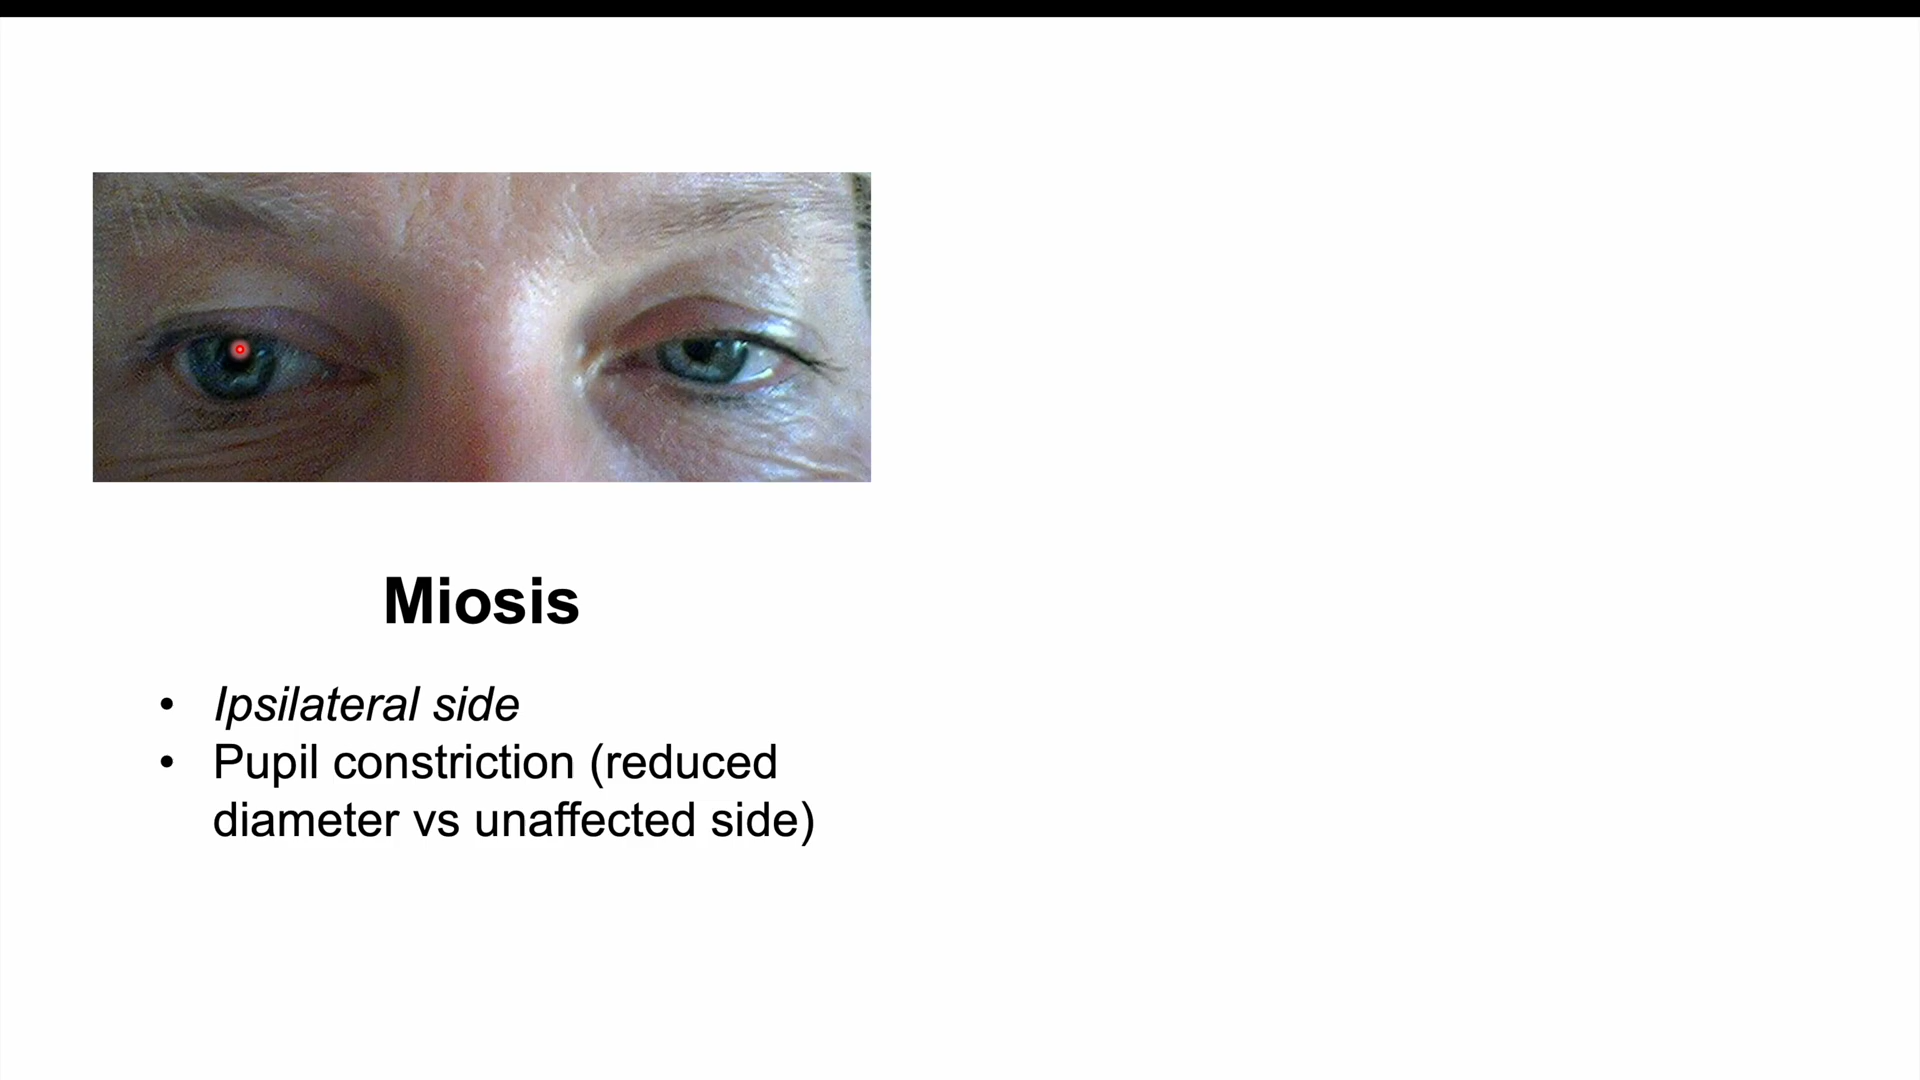 Miosis
• Ipsilateral side
• Pupil constriction (reduced
diameter vs unaffected side)